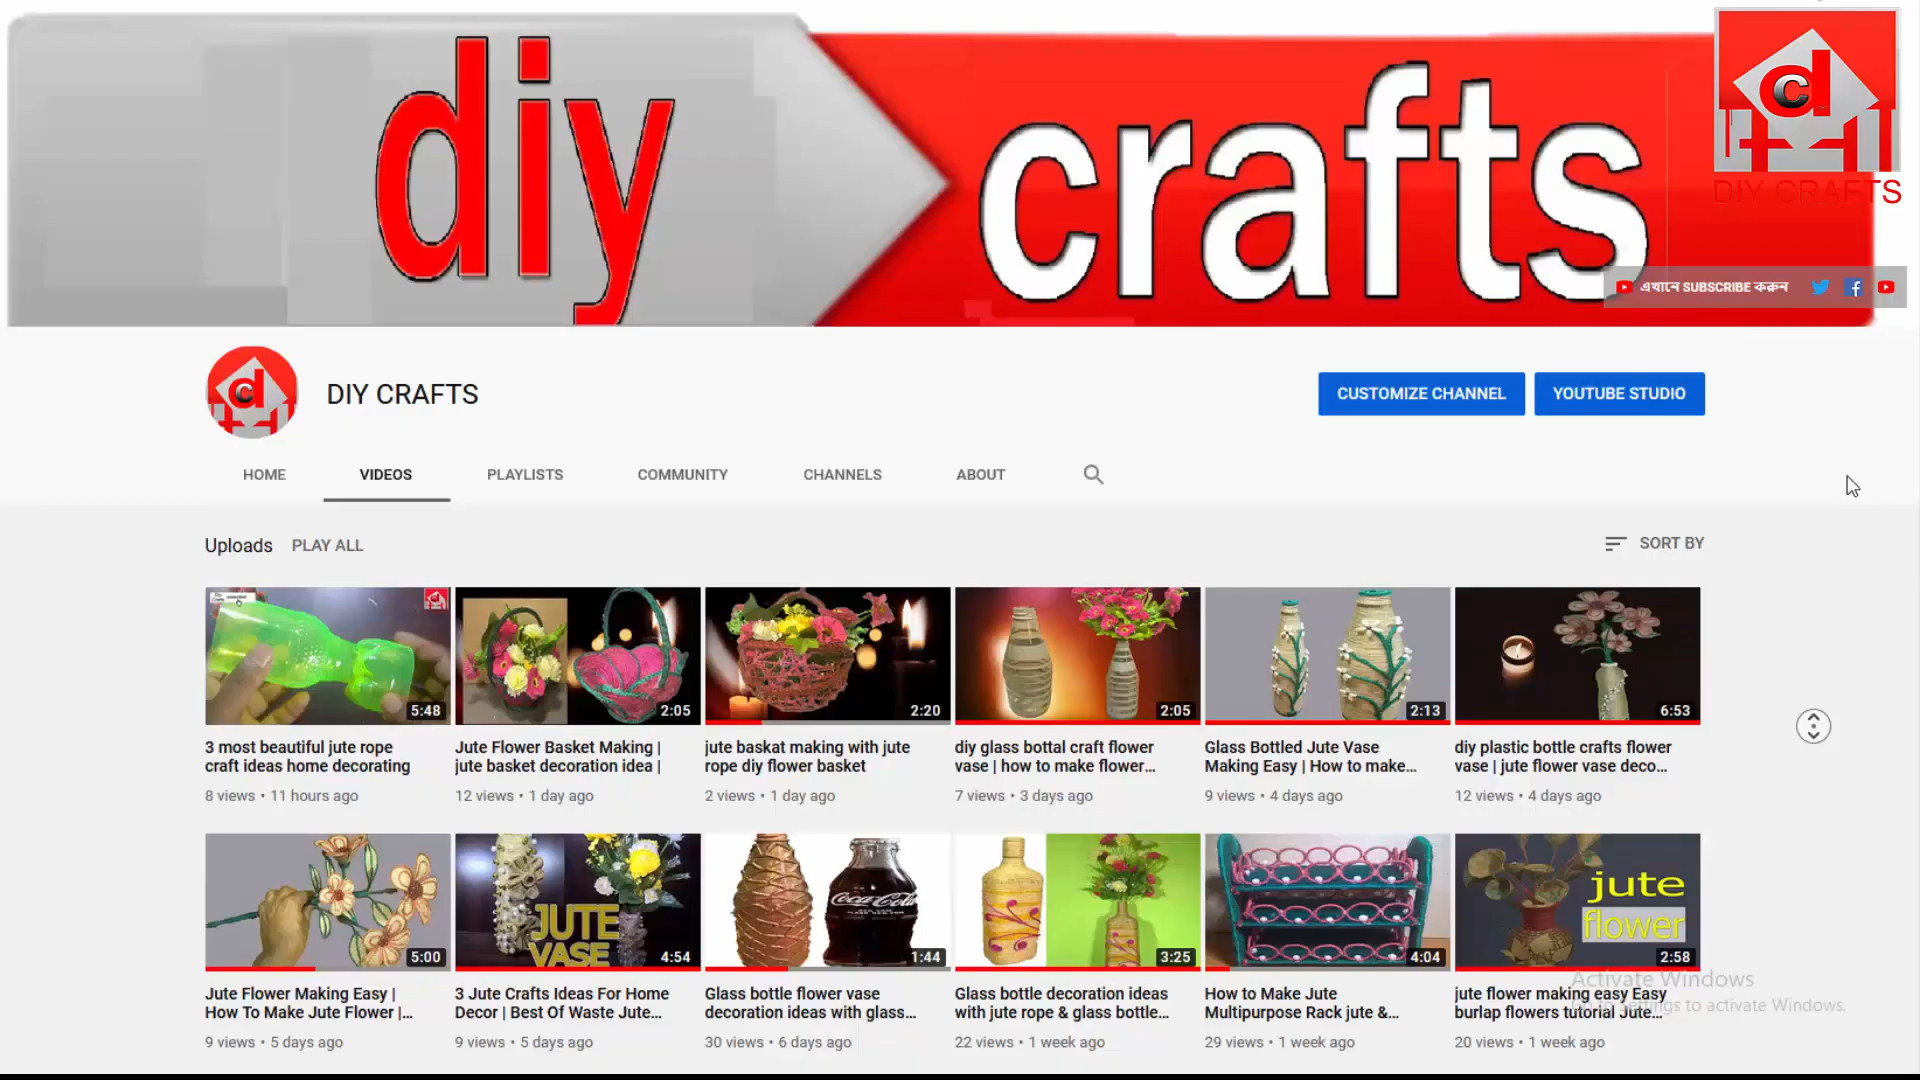 diy
crafts
dc
DIY CRAFTS
এখানে SUBSCRIBE করুন
dc
DIY CRAFTS
CUSTOMIZE CHANNEL
YOUTUBE STUDIO
HOME
VIDEOS
PLAYLISTS
COMMUNITY
CHANNELS
ABOUT
Uploads
PLAY ALL
SORT BY
5:48
2:05
2:20
2:05
2:13
6:53
3 most beautiful jute rope
craft ideas home decorating
8 views • 11 hours ago
Jute Flower Basket Making |
jute basket decoration idea |
12 views • 1 day ago
jute baskat making with jute
rope diy flower basket
2 views • 1 day ago
diy glass bottal craft flower
vase | how to make flower...
7 views • 3 days ago
Glass Bottled Jute Vase
Making Easy | How to make...
9 views • 4 days ago
diy plastic bottle crafts flower
vase | jute flower vase deco...
12 views • 4 days ago
5:00
JUTE
VASE
4:54
Coca-Cola
1:44
3:25
4:04
jute
flower
2:58
Jute Flower Making Easy |
How To Make Jute Flower |...
9 views • 5 days ago
3 Jute Crafts Ideas For Home
Decor | Best Of Waste Jute...
9 views • 5 days ago
Glass bottle flower vase
decoration ideas with glass...
30 views • 6 days ago
Glass bottle decoration ideas
with jute rope & glass bottle...
22 views • 1 week ago
How to Make Jute
Multipurpose Rack jute &...
29 views • 1 week ago
jute flower making easy Easy
burlap flowers tutorial Jute...
20 views • 1 week ago
Activate Windows
Go to Settings to activate Windows.